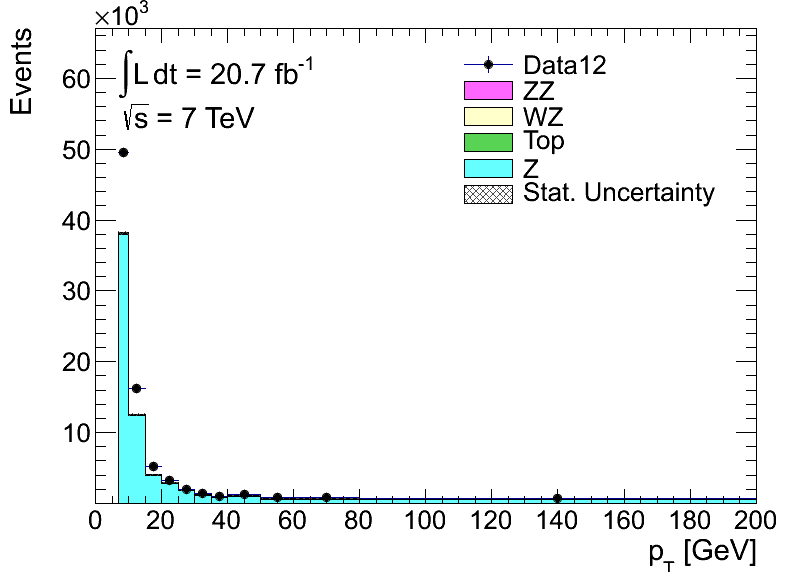 ×10³
Events
60
50
40
30
20
10
∫L dt = 20.7 fb⁻¹
√s = 7 TeV
Data12
ZZ
WZ
Top
Z
Stat. Uncertainty
0 20 40 60 80 100 120 140 160 180 200
p_T [GeV]